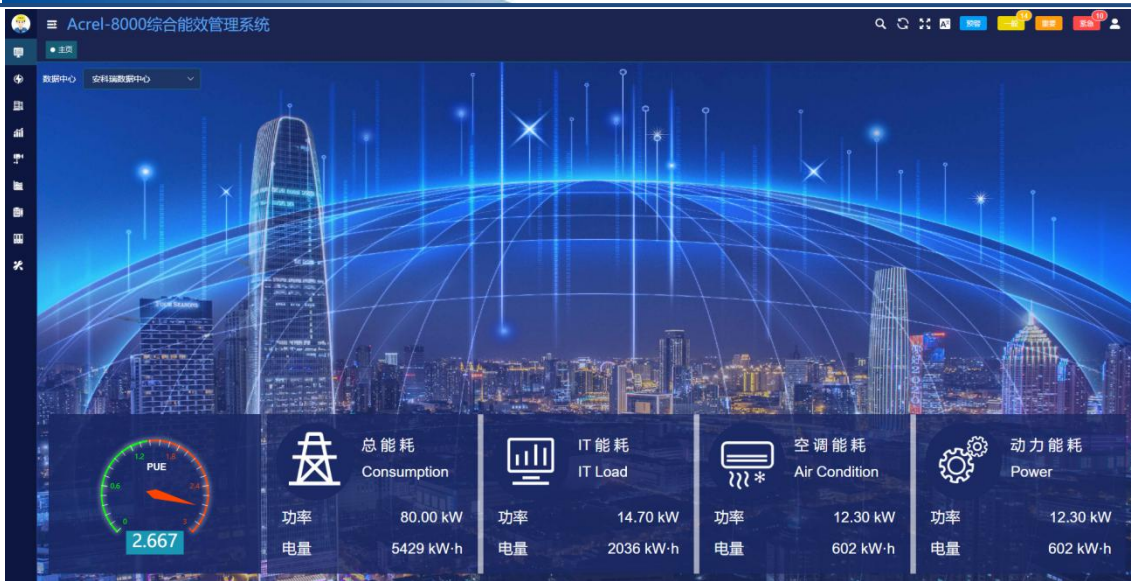 Acrel-8000综合能效管理系统
预警 一般 14 重要 紧急 10
主页
数据中心 安科瑞数据中心
FOUR SEASONS
0 0.6 1.2 1.8 2.4 3
PUE
2.667
总能耗
Consumption
功率 80.00 kW
电量 5429 kW·h
IT能耗
IT Load
功率 14.70 kW
电量 2036 kW·h
空调能耗
Air Condition
功率 12.30 kW
电量 602 kW·h
动力能耗
Power
功率 12.30 kW
电量 602 kW·h